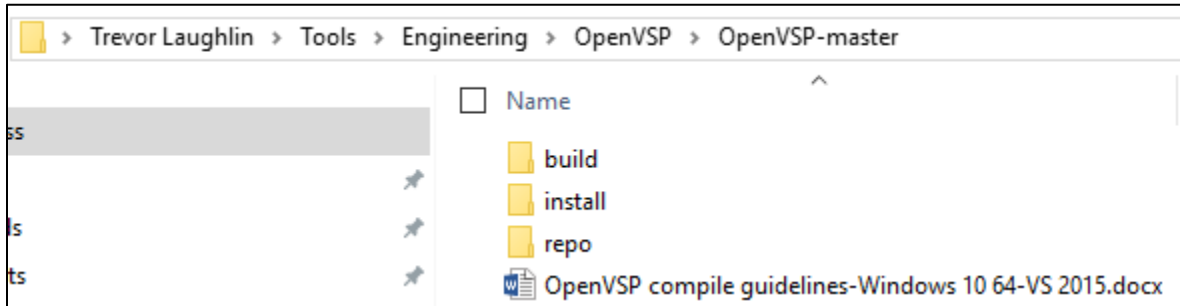 > Trevor Laughlin > Tools > Engineering > OpenVSP > OpenVSP-master
Name
ss
build
install
ls
repo
ts
OpenVSP compile guidelines-Windows 10 64-VS 2015.docx